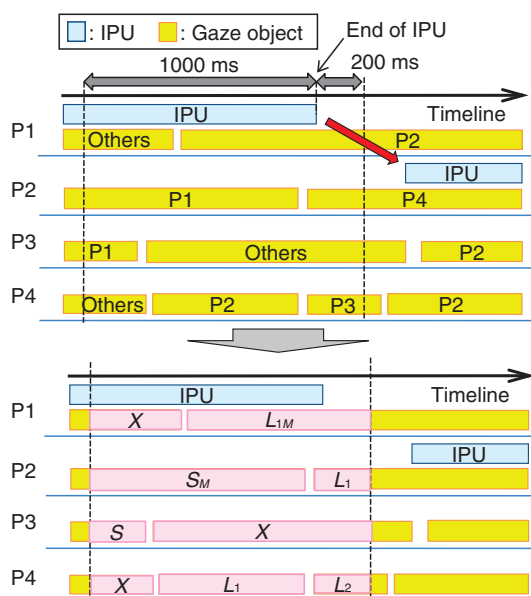 : IPU : Gaze object
End of IPU
1000 ms 200 ms
IPU Timeline
P1 Others P2
IPU
P2 P1 P4
P3 P1 Others P2
P4 Others P2 P3 P2
IPU Timeline
P1 X L1M
IPU
P2 SM L1
P3 S X
P4 X L1 L2